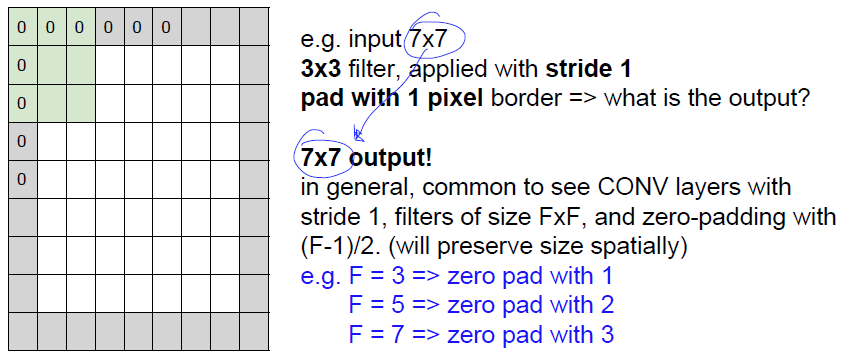 0 0 0 0 0 0
0
0
0
0
e.g. input 7x7
3x3 filter, applied with stride 1
pad with 1 pixel border => what is the output?
7x7 output!
in general, common to see CONV layers with
stride 1, filters of size FxF, and zero-padding with
(F-1)/2. (will preserve size spatially)
e.g. F = 3 => zero pad with 1
F = 5 => zero pad with 2
F = 7 => zero pad with 3